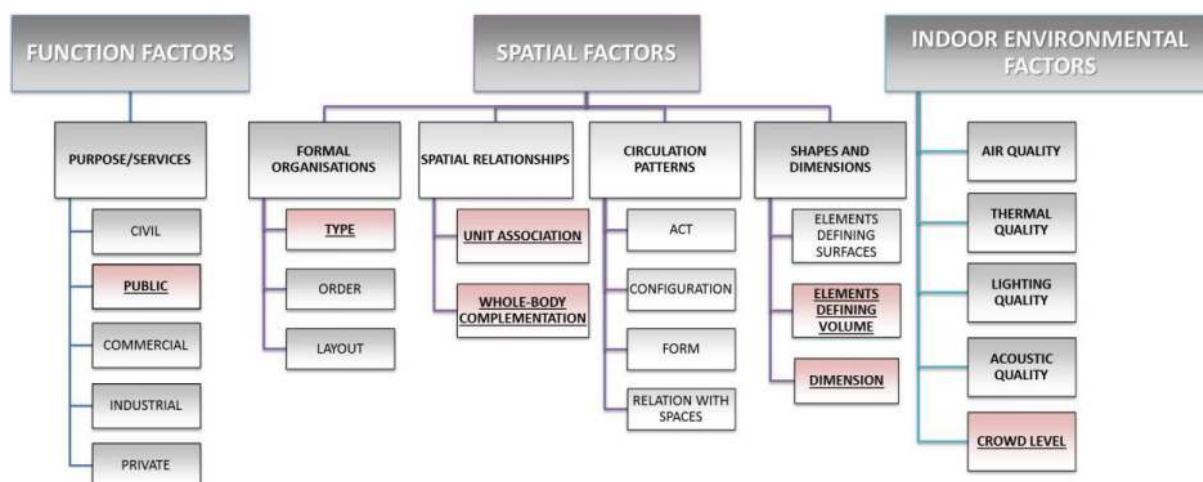 FUNCTION FACTORS
SPATIAL FACTORS
INDOOR ENVIRONMENTAL
FACTORS
PURPOSE/SERVICES
CIVIL
PUBLIC
COMMERCIAL
INDUSTRIAL
PRIVATE
FORMAL
ORGANISATIONS
TYPE
ORDER
LAYOUT
SPATIAL RELATIONSHIPS
UNIT ASSOCIATION
WHOLE-BODY
COMPLEMENTATION
CIRCULATION
PATTERNS
ACT
CONFIGURATION
FORM
RELATION WITH
SPACES
SHAPES AND
DIMENSIONS
ELEMENTS
DEFINING
SURFACES
ELEMENTS
DEFINING
VOLUME
DIMENSION
AIR QUALITY
THERMAL
QUALITY
LIGHTING
QUALITY
ACOUSTIC
QUALITY
CROWD LEVEL